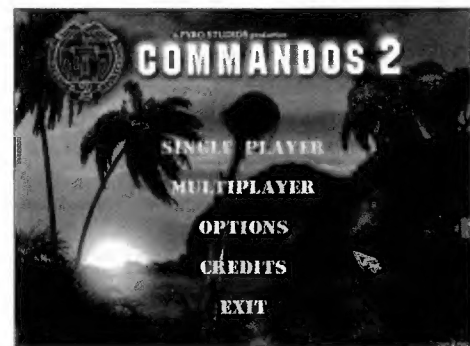 a PYRO STUDIOS production
COMMANDOS 2
SINGLE PLAYER
MULTIPLAYER
OPTIONS
CREDITS
EXIT